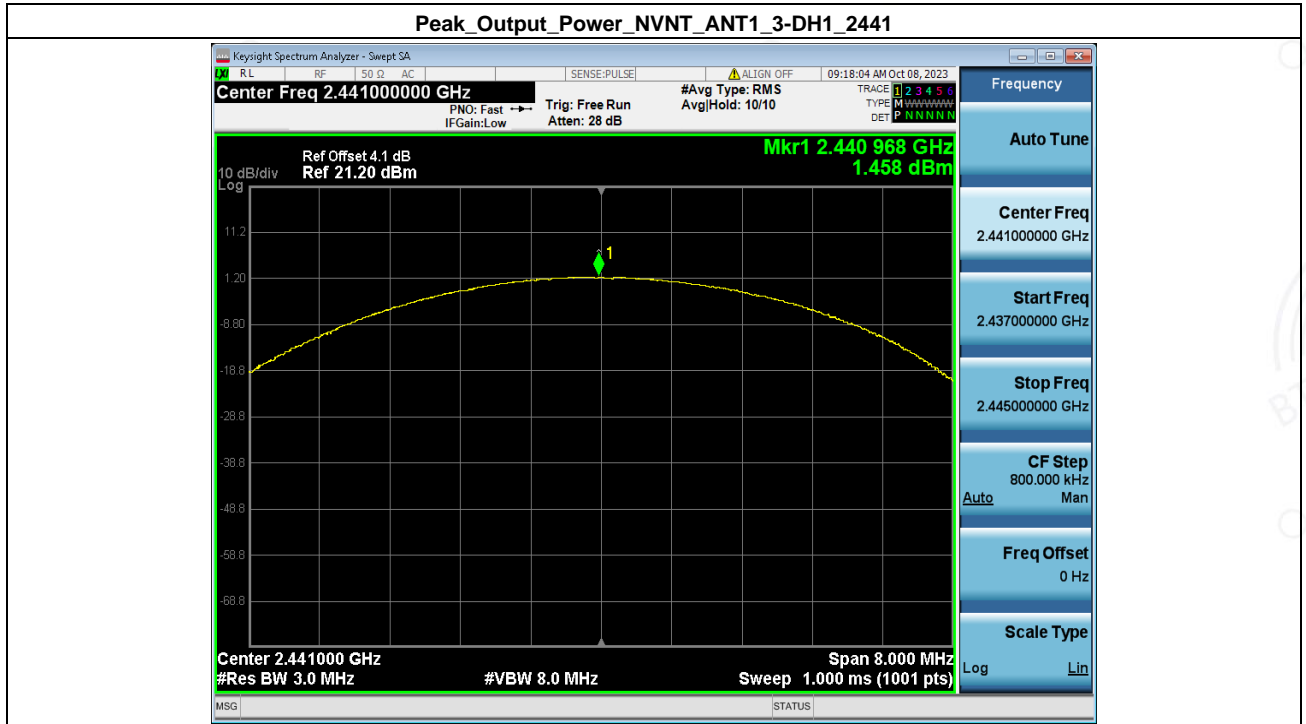 Peak_Output_Power_NVNT_ANT1_3-DH1_2441
Keysight Spectrum Analyzer - Swept SA
LXI RL RF 50 Ω AC SENSE:PULSE ALIGN OFF 09:18:04 AM Oct 08, 2023
Center Freq 2.441000000 GHz
PNO: Fast
IFGain:Low
Trig: Free Run
Atten: 28 dB
#Avg Type: RMS
Avg|Hold: 10/10
TRACE 1 2 3 4 5 6
TYPE M WWWWW
DET P N N N N N
Mkr1 2.440 968 GHz
1.458 dBm
Ref Offset 4.1 dB
10 dB/div Ref 21.20 dBm
Log
11.2
1.20
-8.80
-18.8
-28.8
-38.8
-48.8
-58.8
-68.8
1
Center 2.441000 GHz Span 8.000 MHz
#Res BW 3.0 MHz #VBW 8.0 MHz Sweep 1.000 ms (1001 pts)
MSG STATUS
Frequency
Auto Tune
Center Freq
2.441000000 GHz
Start Freq
2.437000000 GHz
Stop Freq
2.445000000 GHz
CF Step
800.000 kHz
Auto Man
Freq Offset
0 Hz
Scale Type
Log Lin